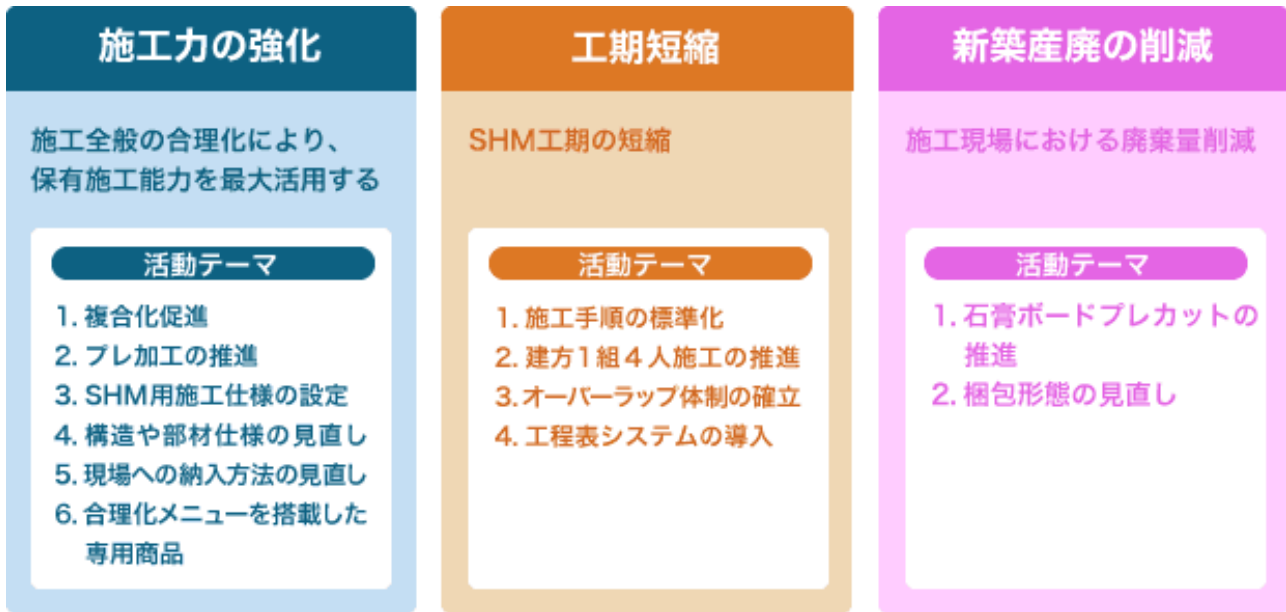 施工力の強化
施工全般の合理化により、
保有施工能力を最大活用する
活動テーマ
1. 複合化促進
2. プレ加工の推進
3. SHM用施工仕様の設定
4. 構造や部材仕様の見直し
5. 現場への納入方法の見直し
6. 合理化メニューを搭載した
専用商品
工期短縮
SHM工期の短縮
活動テーマ
1. 施工手順の標準化
2. 建方1組4人施工の推進
3. オーバーラップ体制の確立
4. 工程表システムの導入
新築産廃の削減
施工現場における廃棄量削減
活動テーマ
1. 石膏ボードプレカットの
推進
2. 梱包形態の見直し